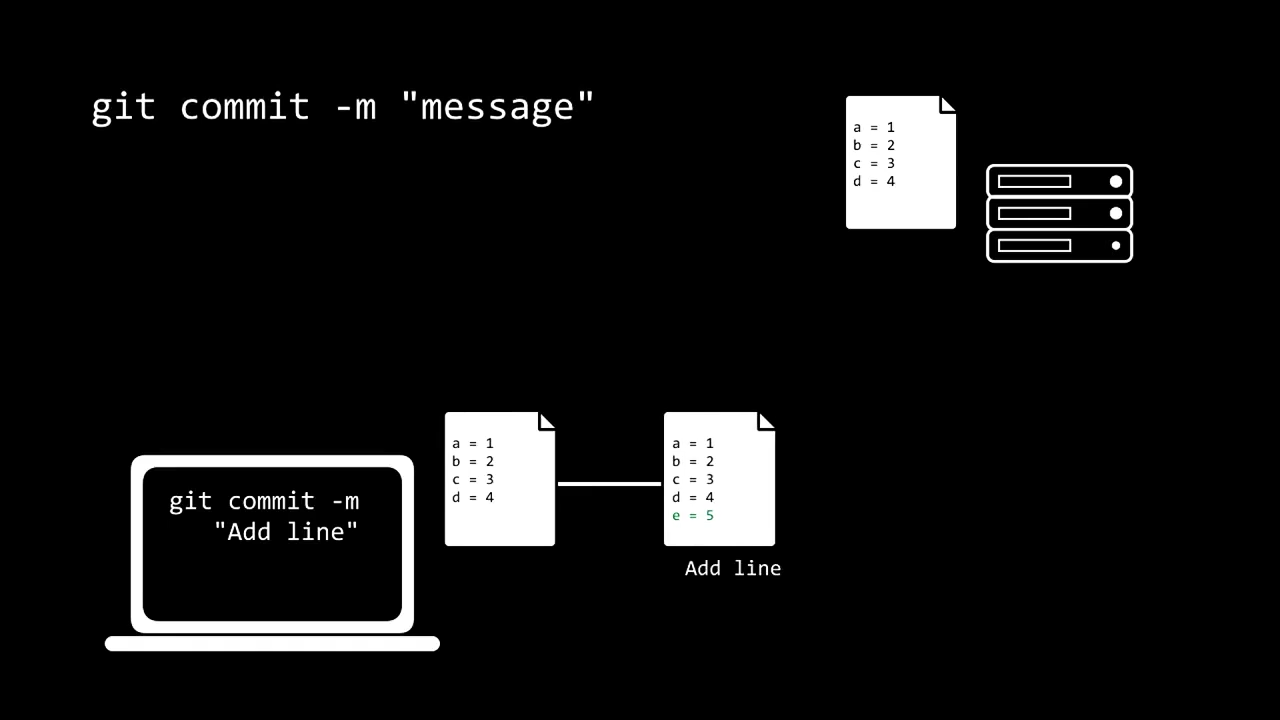 git commit -m "message"
a = 1
b = 2
c = 3
d = 4
git commit -m
"Add line"
a = 1
b = 2
c = 3
d = 4
a = 1
b = 2
c = 3
d = 4
e = 5
Add line